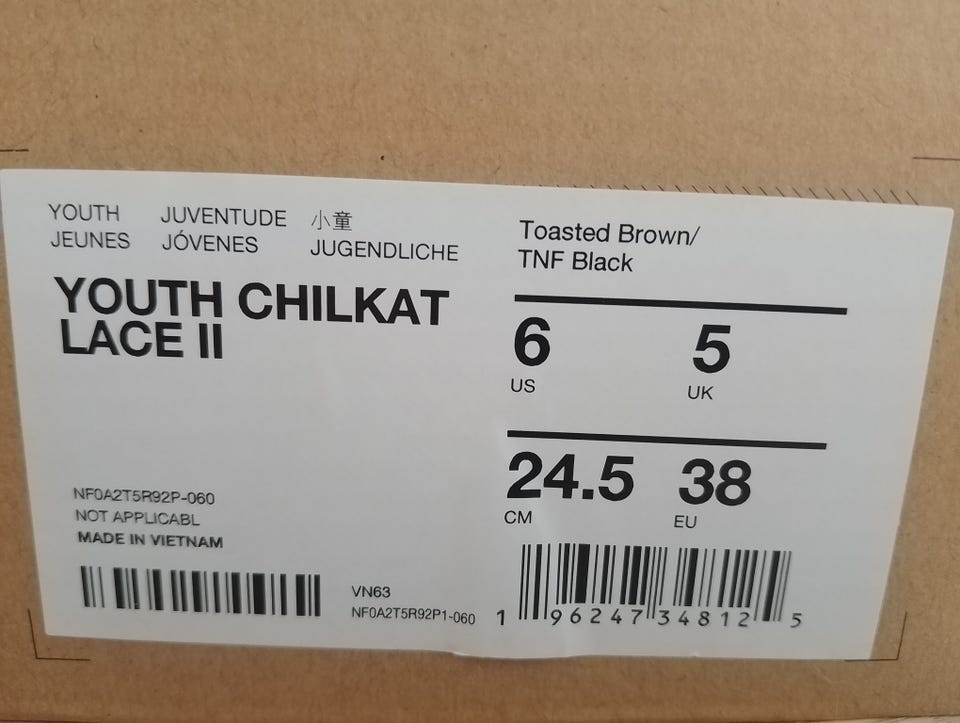 YOUTH JUVENTUDE 小童
JEUNES JÓVENES JUGENDLICHE
YOUTH CHILKAT
LACE II
NF0A2T5R92P-060
NOT APPLICABL
MADE IN VIETNAM
VN63
NF0A2T5R92P1-060
Toasted Brown/
TNF Black
6 5
US UK
24.5 38
CM EU
1 96247 34812 5